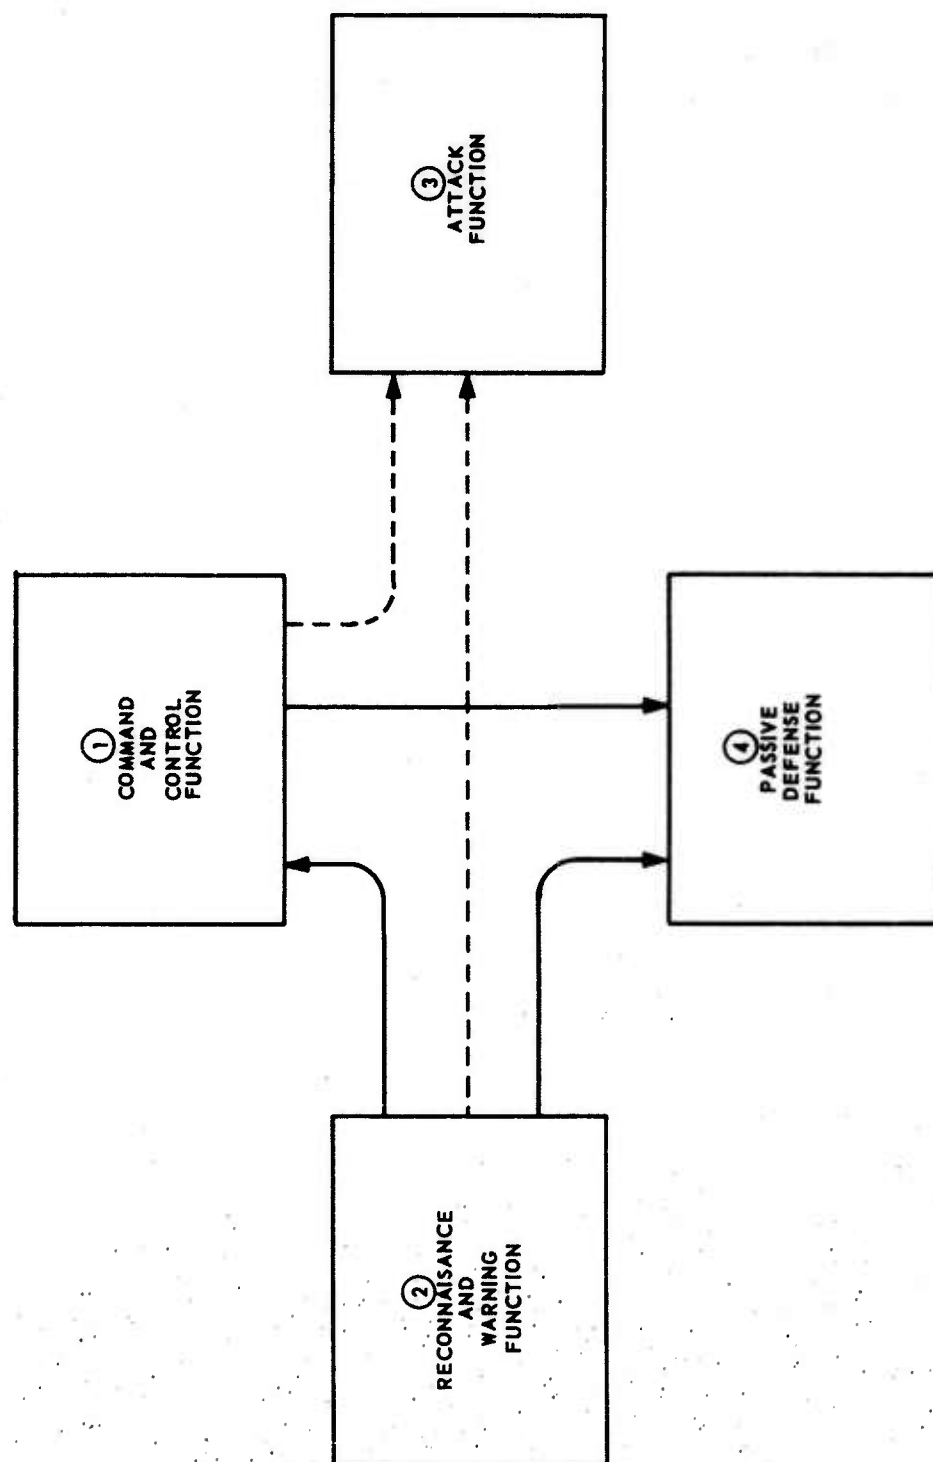 1
COMMAND
AND
CONTROL
FUNCTION
2
RECONNAISANCE
AND
WARNING
FUNCTION
3
ATTACK
FUNCTION
4
PASSIVE
DEFENSE
FUNCTION